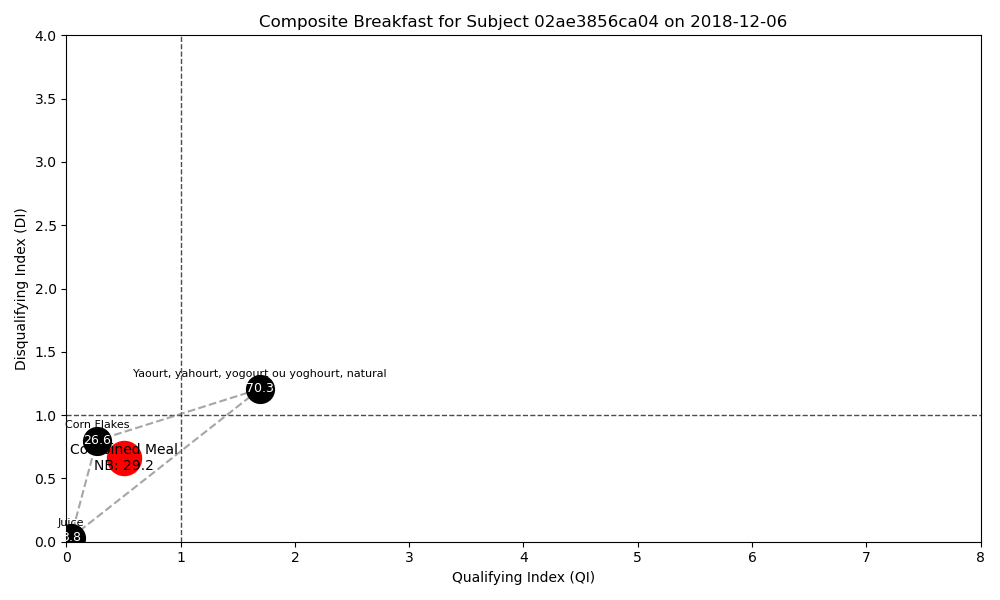 Composite Breakfast for Subject 02ae3856ca04 on 2018-12-06
Disqualifying Index (DI)
4.0
3.5
3.0
2.5
2.0
1.5
1.0
0.5
0.0
Yaourt, yahourt, yogourt ou yoghourt, natural
70.3
Corn Flakes
26.6
Combined Meal
NB: 29.2
Juice
3.8
0 1 2 3 4 5 6 7 8
Qualifying Index (QI)